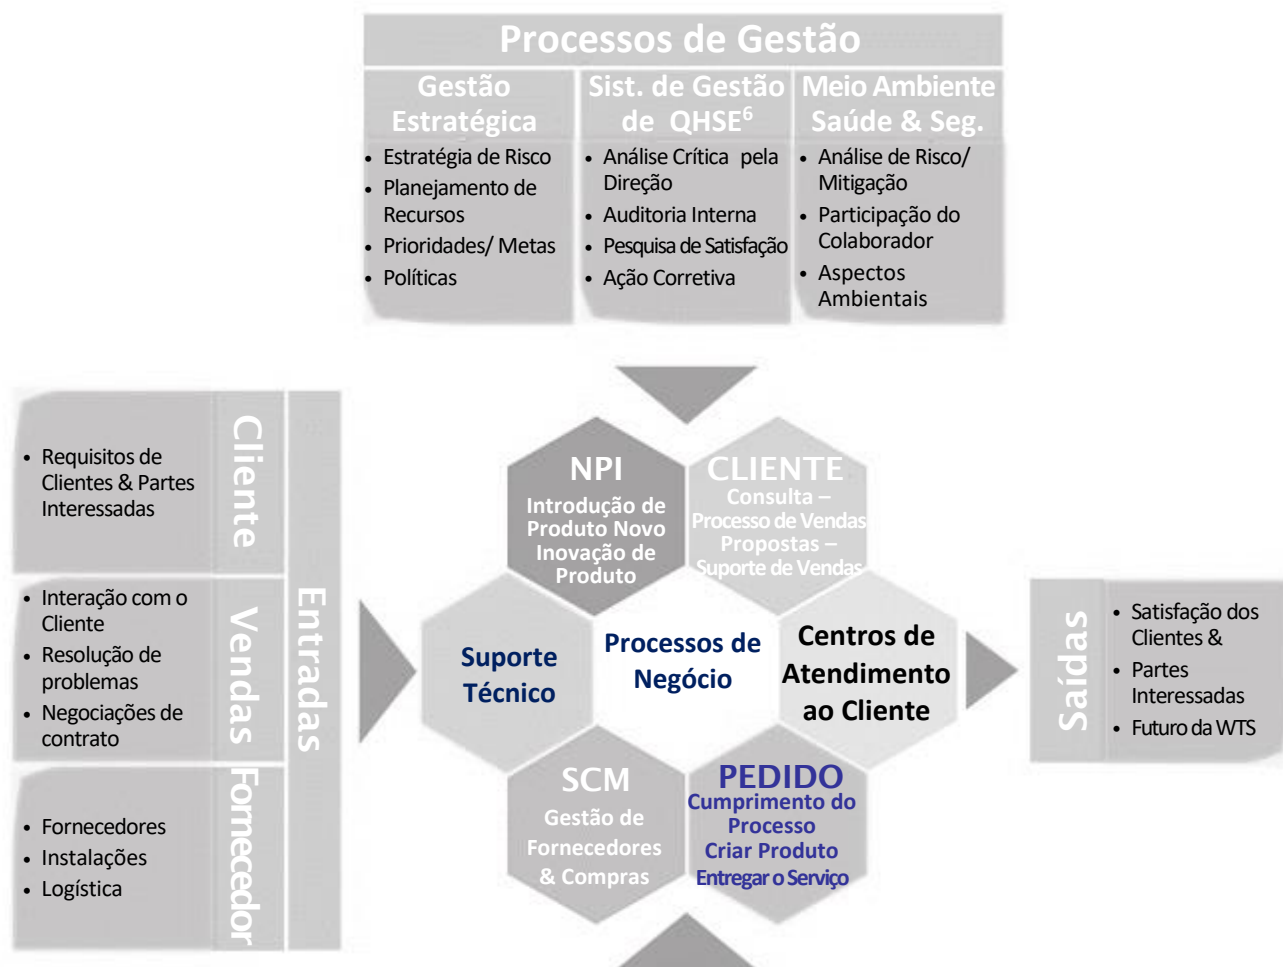 Processos de Gestão
Gestão
Estratégica
• Estratégia de Risco
• Planejamento de
Recursos
• Prioridades/ Metas
• Políticas
Sist. de Gestão
de QHSE⁶
• Análise Crítica pela
Direção
• Auditoria Interna
• Pesquisa de Satisfação
• Ação Corretiva
Meio Ambiente
Saúde & Seg.
• Análise de Risco/
Mitigação
• Participação do
Colaborador
• Aspectos
Ambientais
Entradas
Cliente
• Requisitos de
Clientes & Partes
Interessadas
Vendas
• Interação com o
Cliente
• Resolução de
problemas
• Negociações de
contrato
Fornecedor
• Fornecedores
• Instalações
• Logística
NPI
Introdução de
Produto Novo
Inovação de
Produto
CLIENTE
Consulta –
Processo de Vendas
Propostas –
Suporte de Vendas
Suporte
Técnico
Processos de
Negócio
Centros de
Atendimento
ao Cliente
SCM
Gestão de
Fornecedores
& Compras
PEDIDO
Cumprimento do
Processo
Criar Produto
Entregar o Serviço
Saídas
• Satisfação dos
Clientes &
• Partes
Interessadas
• Futuro da WTS